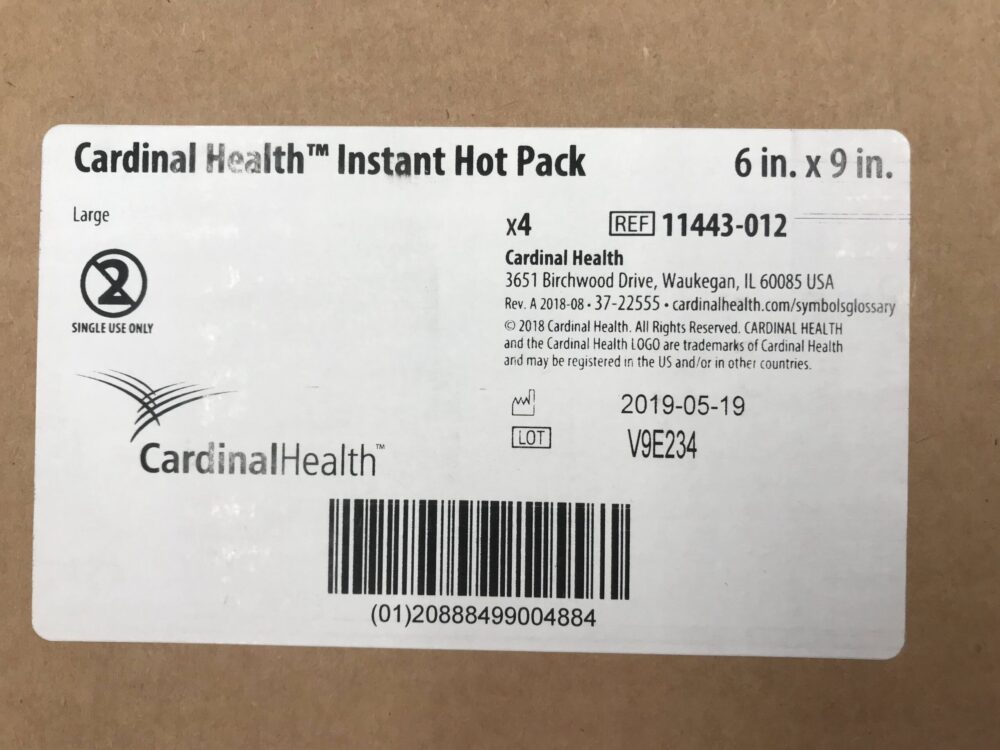 Cardinal Health™ Instant Hot Pack 6 in. x 9 in.
Large
x4 REF 11443-012
2
SINGLE USE ONLY
Cardinal Health
3651 Birchwood Drive, Waukegan, IL 60085 USA
Rev. A 2018-08 • 37-22555 • cardinalhealth.com/symbolsglossary
© 2018 Cardinal Health. All Rights Reserved. CARDINAL HEALTH
and the Cardinal Health LOGO are trademarks of Cardinal Health
and may be registered in the US and/or in other countries.
2019-05-19
LOT V9E234
CardinalHealth™
(01)20888499004884